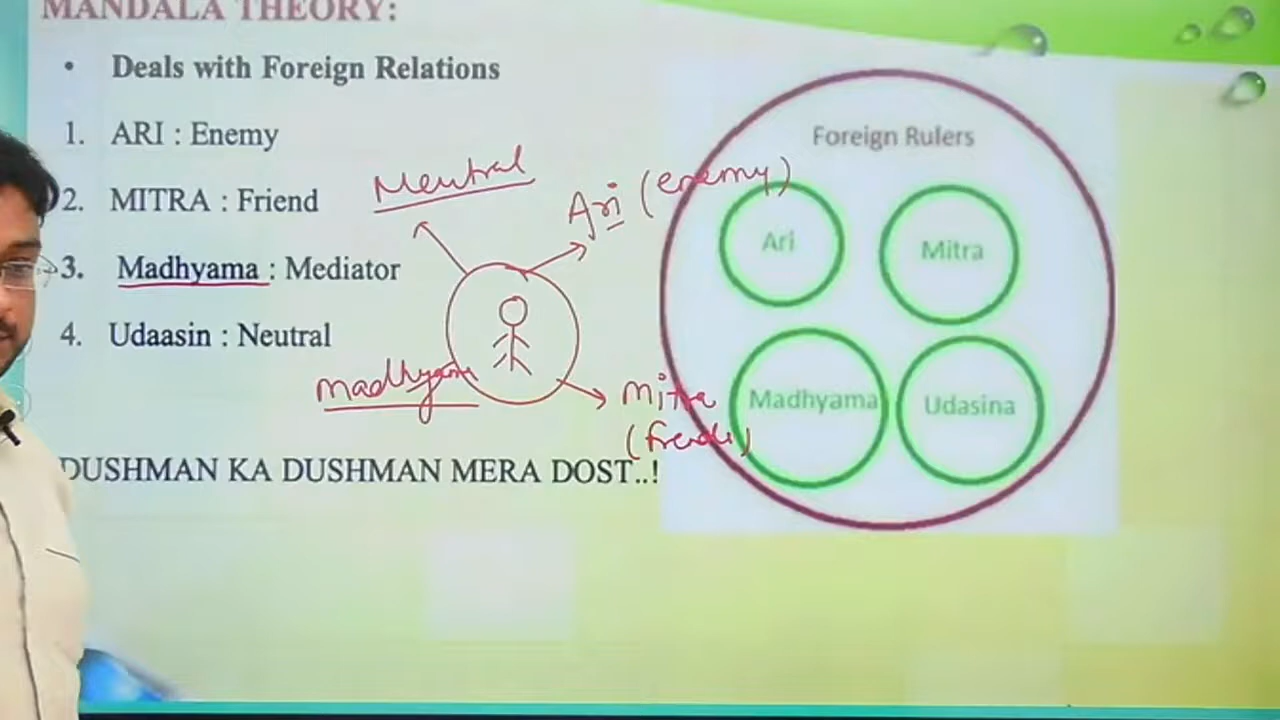 MANDALA THEORY:
• Deals with Foreign Relations
1. ARI : Enemy
2. MITRA : Friend
3. Madhyama : Mediator
4. Udaasin : Neutral
DUSHMAN KA DUSHMAN MERA DOST..!
Neutral
Ari (enemy)
madhyama
mitra
Foreign Rulers
Ari
Mitra
Madhyama
Udasina